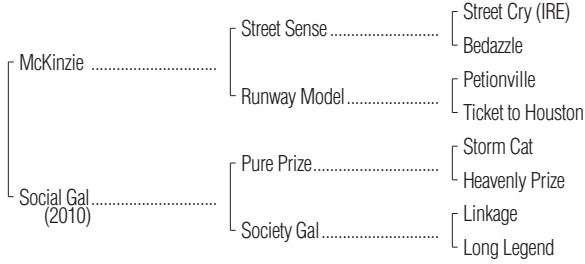 Street Cry (IRE)
Street Sense
Bedazzle
McKinzie
Petionville
Runway Model
Ticket to Houston
Storm Cat
Pure Prize
Heavenly Prize
Social Gal
(2010)
Linkage
Society Gal
Long Legend